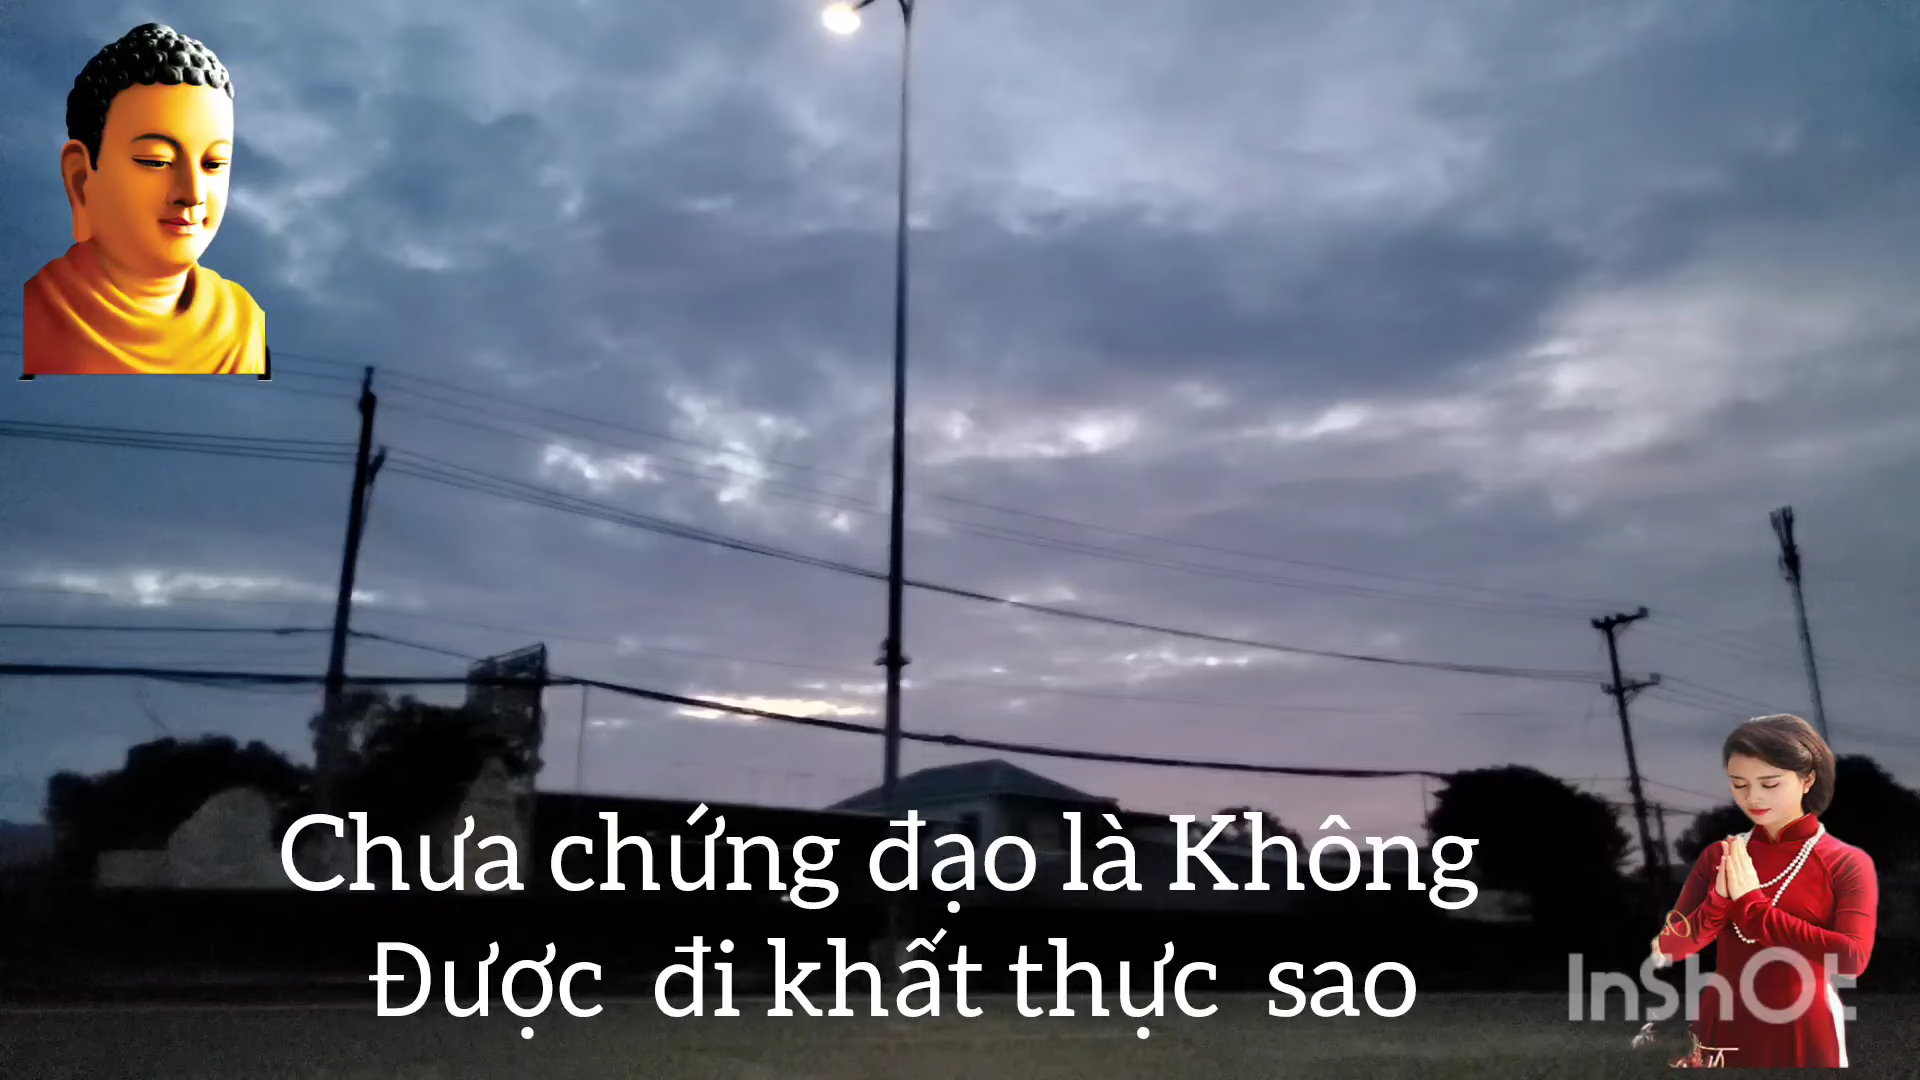 Chưa chứng đạo là Không
Được đi khất thực sao
InShOt